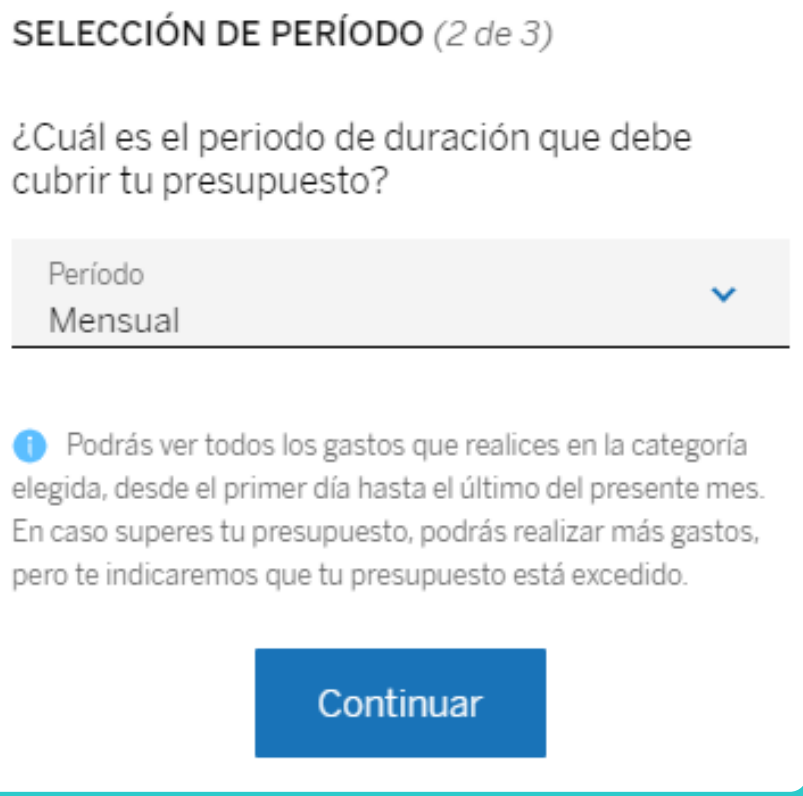 SELECCIÓN DE PERÍODO (2 de 3)
¿Cuál es el periodo de duración que debe
cubrir tu presupuesto?
Período
Mensual
Podrás ver todos los gastos que realices en la categoría
elegida, desde el primer día hasta el último del presente mes.
En caso superes tu presupuesto, podrás realizar más gastos,
pero te indicaremos que tu presupuesto está excedido.
Continuar